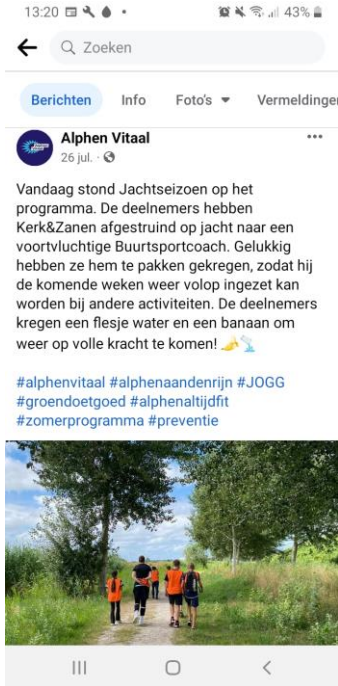 13:20
43%
Zoeken
Berichten Info Foto's Vermeldinge
Alphen Vitaal
26 jul.
Vandaag stond Jachtseizoen op het
programma. De deelnemers hebben
Kerk&Zanen afgestruind op jacht naar een
voortvluchtige Buurtsportcoach. Gelukkig
hebben ze hem te pakken gekregen, zodat hij
de komende weken weer volop ingezet kan
worden bij andere activiteiten. De deelnemers
kregen een flesje water en een banaan om
weer op volle kracht te komen!
#alphenvitaal #alphenaandenrijn #JOGG
#groendoetgoed #alphenaltijdfit
#zomerprogramma #preventie